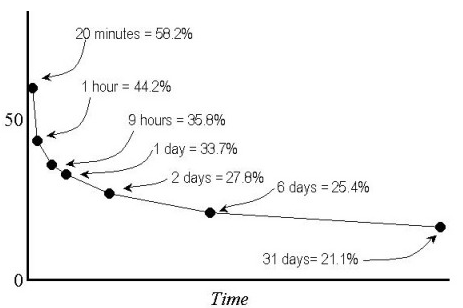 20 minutes = 58.2%
1 hour = 44.2%
50
9 hours = 35.8%
1 day = 33.7%
2 days = 27.8%
6 days = 25.4%
31 days= 21.1%
0
Time